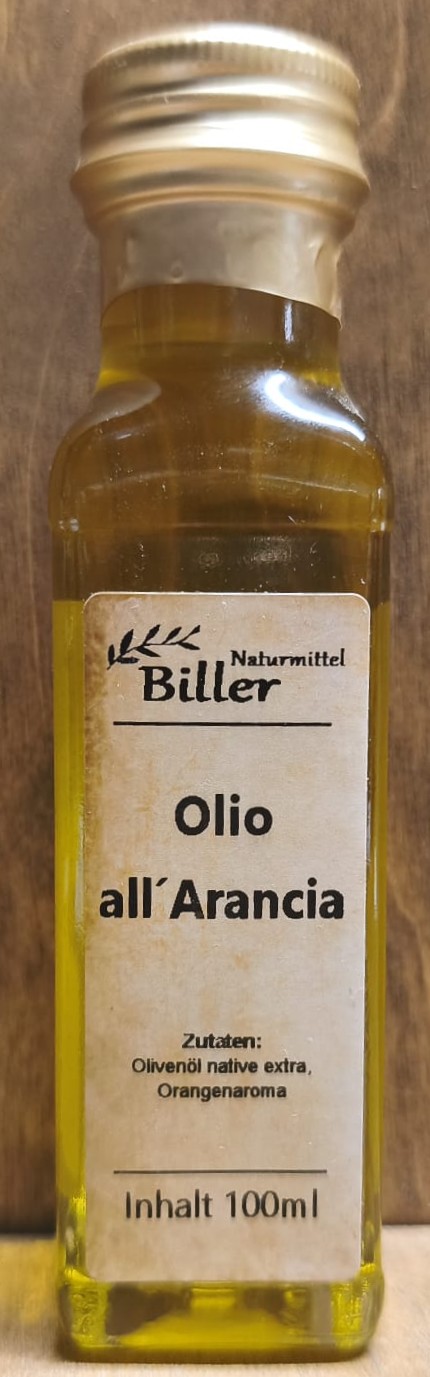 Naturmittel
Biller
Olio
all´Arancia
Zutaten:
Olivenöl native extra,
Orangenaroma
Inhalt 100ml